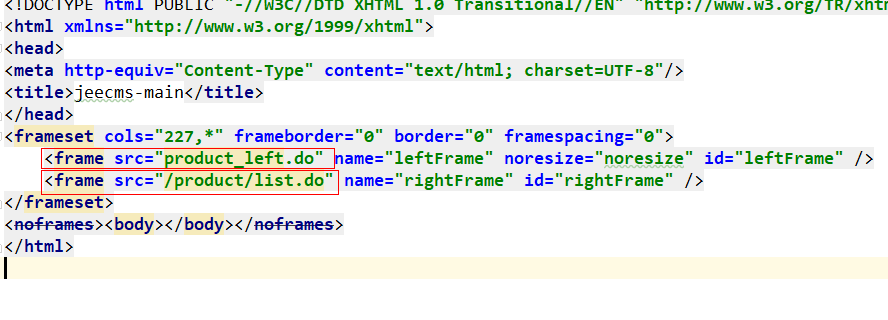 <!DOCTYPE html PUBLIC "-//W3C//DTD XHTML 1.0 Transitional//EN" "http://www.w3.org/TR/xht
<html xmlns="http://www.w3.org/1999/xhtml">
<head>
<meta http-equiv="Content-Type" content="text/html; charset=UTF-8"/>
<title>jeecms-main</title>
</head>
<frameset cols="227,*" frameborder="0" border="0" framespacing="0">
<frame src="product_left.do" name="leftFrame" noresize="noresize" id="leftFrame" />
<frame src="/product/list.do" name="rightFrame" id="rightFrame" />
</frameset>
<noframes><body></body></noframes>
</html>